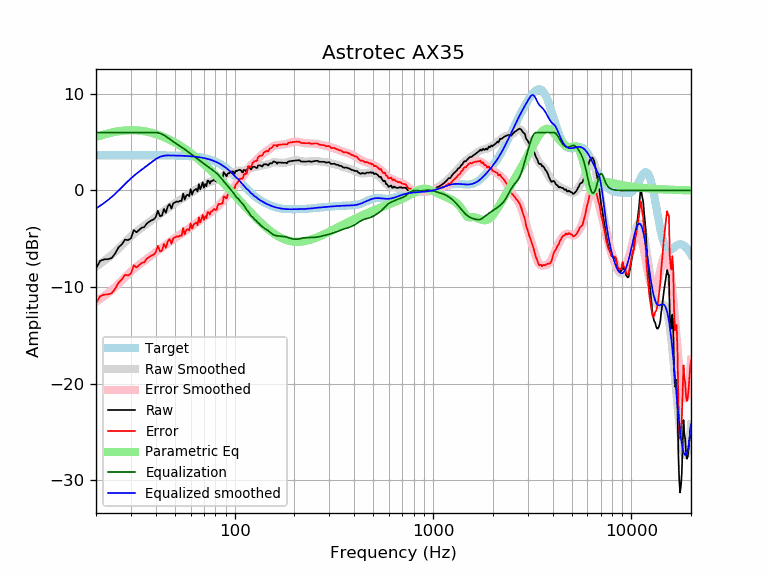 Astrotec AX35
Amplitude (dBr)
10
0
−10
−20
−30
Target
Raw Smoothed
Error Smoothed
Raw
Error
Parametric Eq
Equalization
Equalized smoothed
100
1000
10000
Frequency (Hz)